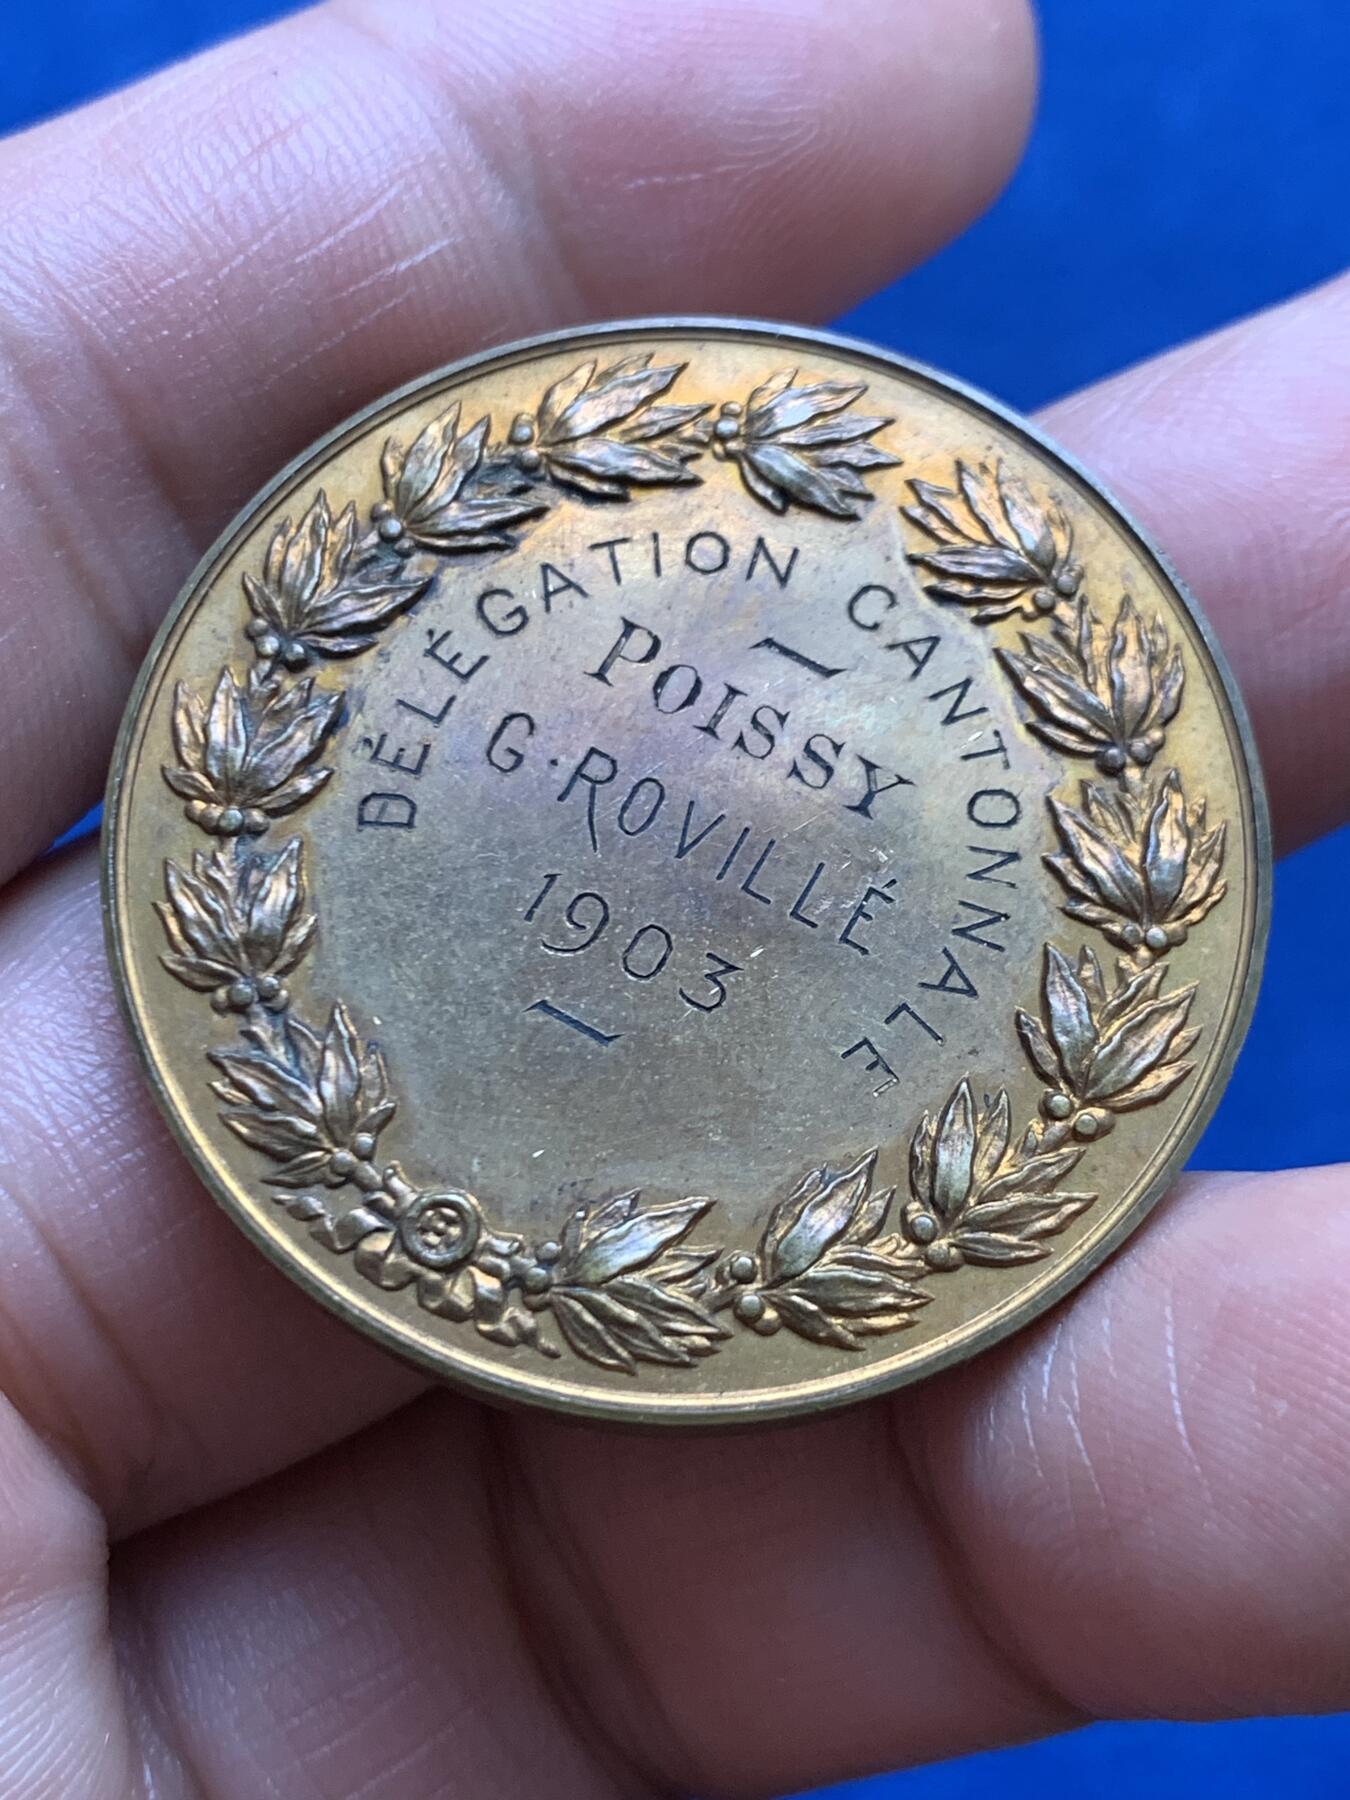 DÉLÉGATION CANTONNALE
POISSY
G. ROVILLÉ
1903